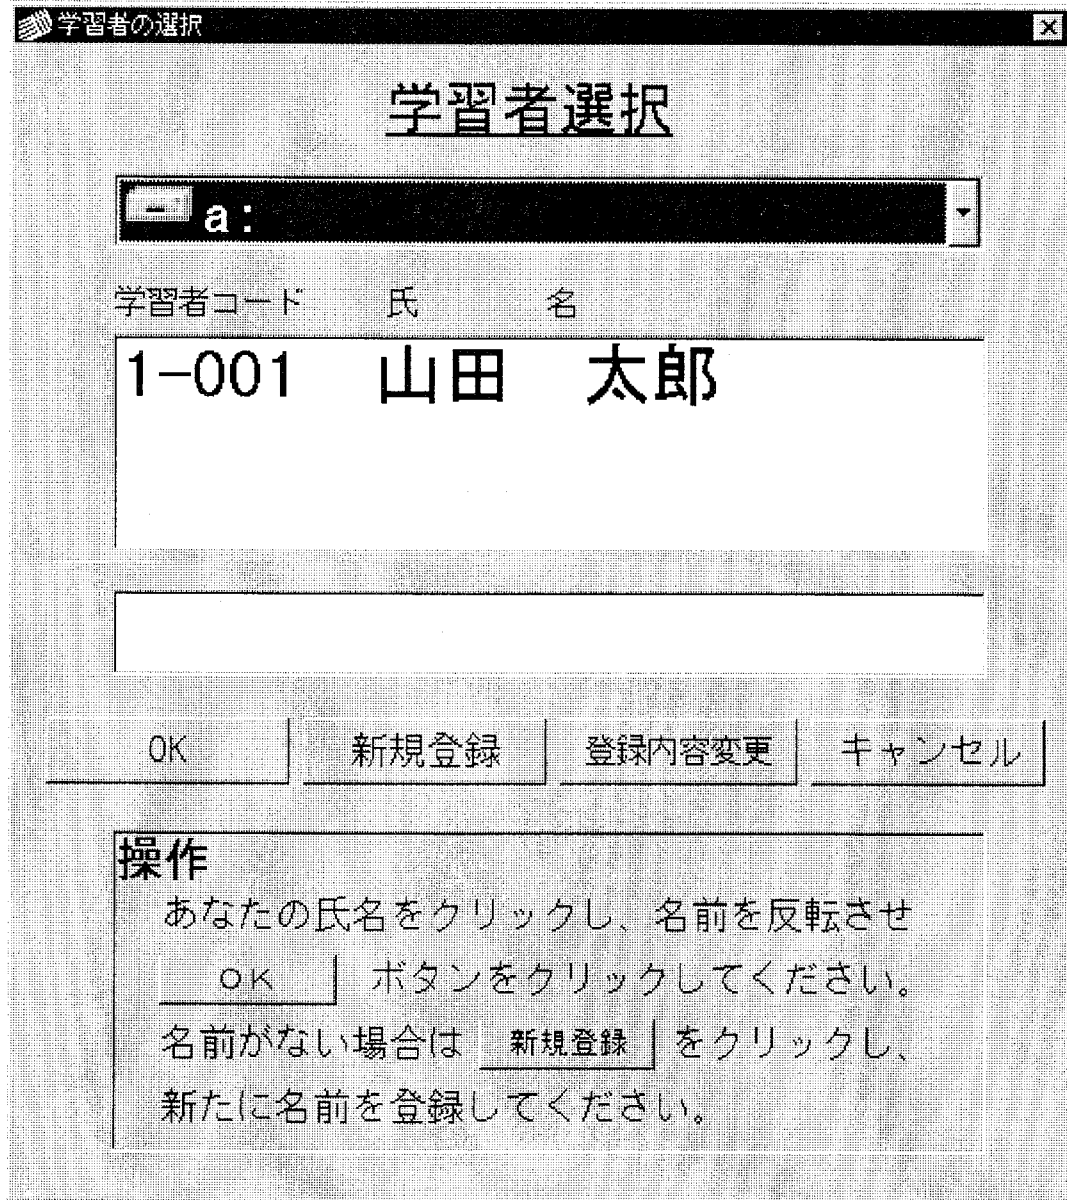 学習者の選択
学習者選択
a:
学習者コード 氏 名
1-001 山田 太郎
OK 新規登録 登録内容変更 キャンセル
操作
あなたの氏名をクリックし、名前を反転させ
OK ボタンをクリックしてください。
名前がない場合は 新規登録 をクリックし、
新たに名前を登録してください。